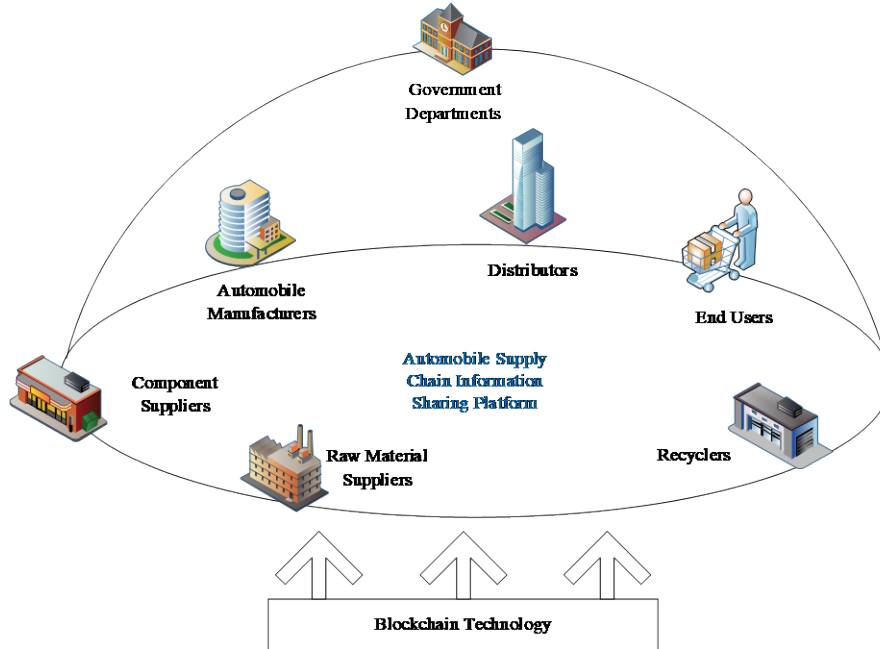 Government
Departments
Distributors
Automobile
Manufacturers
End Users
Component
Suppliers
Automobile Supply
Chain Information
Sharing Platform
Raw Material
Suppliers
Recyclers
Blockchain Technology